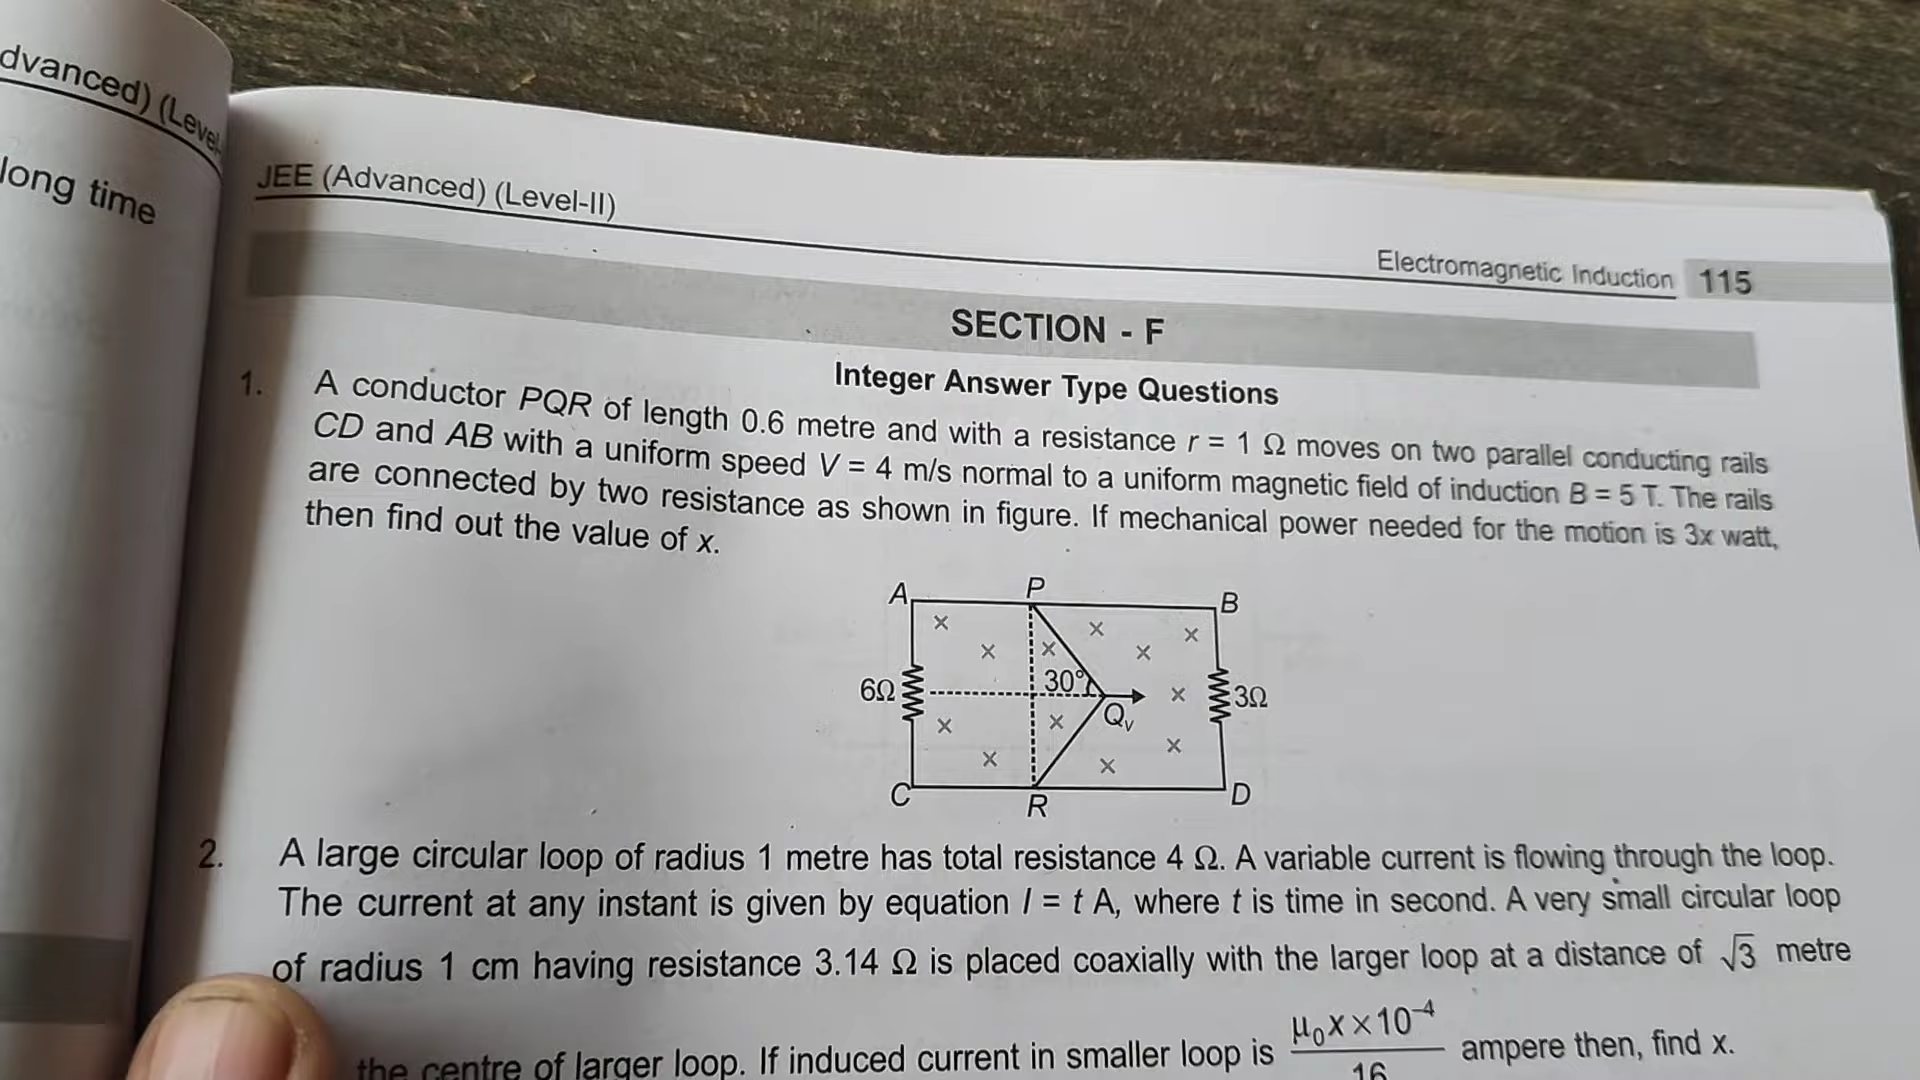 dvanced) (Level-
long time
JEE (Advanced) (Level-II)
Electromagnetic Induction 115
SECTION - F
Integer Answer Type Questions
1. A conductor PQR of length 0.6 metre and with a resistance r = 1 Ω moves on two parallel conducting rails
CD and AB with a uniform speed V = 4 m/s normal to a uniform magnetic field of induction B = 5 T. The rails
are connected by two resistance as shown in figure. If mechanical power needed for the motion is 3x watt,
then find out the value of x.
A P B
6Ω 30° 3Ω
Q v
C R D
2. A large circular loop of radius 1 metre has total resistance 4 Ω. A variable current is flowing through the loop.
The current at any instant is given by equation I = t A, where t is time in second. A very small circular loop
of radius 1 cm having resistance 3.14 Ω is placed coaxially with the larger loop at a distance of √3 metre
the centre of larger loop. If induced current in smaller loop is μ₀x×10⁻⁴/16 ampere then, find x.